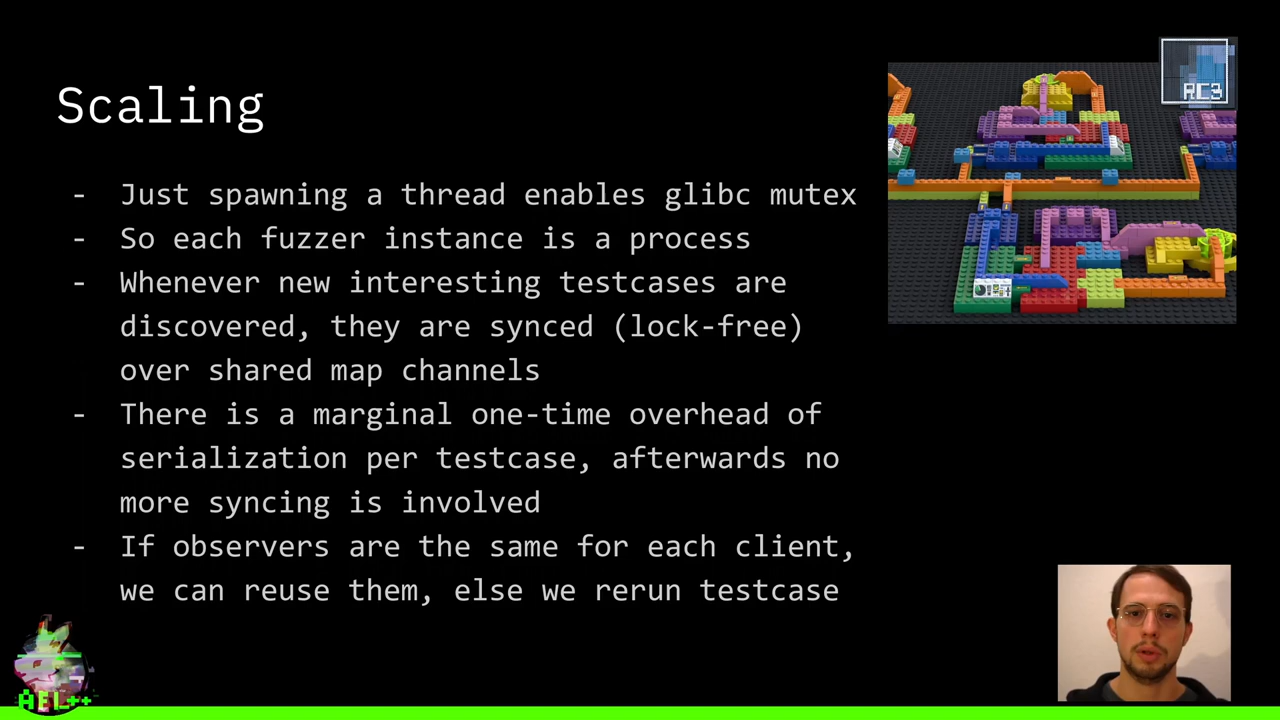 Scaling
RC3
- Just spawning a thread enables glibc mutex
- So each fuzzer instance is a process
- Whenever new interesting testcases are
discovered, they are synced (lock-free)
over shared map channels
- There is a marginal one-time overhead of
serialization per testcase, afterwards no
more syncing is involved
- If observers are the same for each client,
we can reuse them, else we rerun testcase
AFL++